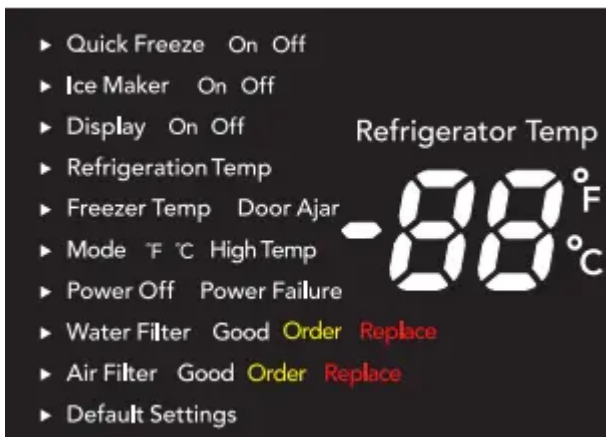 ▸ Quick Freeze On Off
▸ Ice Maker On Off
▸ Display On Off
Refrigerator Temp
▸ Refrigeration Temp
▸ Freezer Temp Door Ajar
-88 °F °C
▸ Mode °F °C High Temp
▸ Power Off Power Failure
▸ Water Filter Good Order Replace
▸ Air Filter Good Order Replace
▸ Default Settings